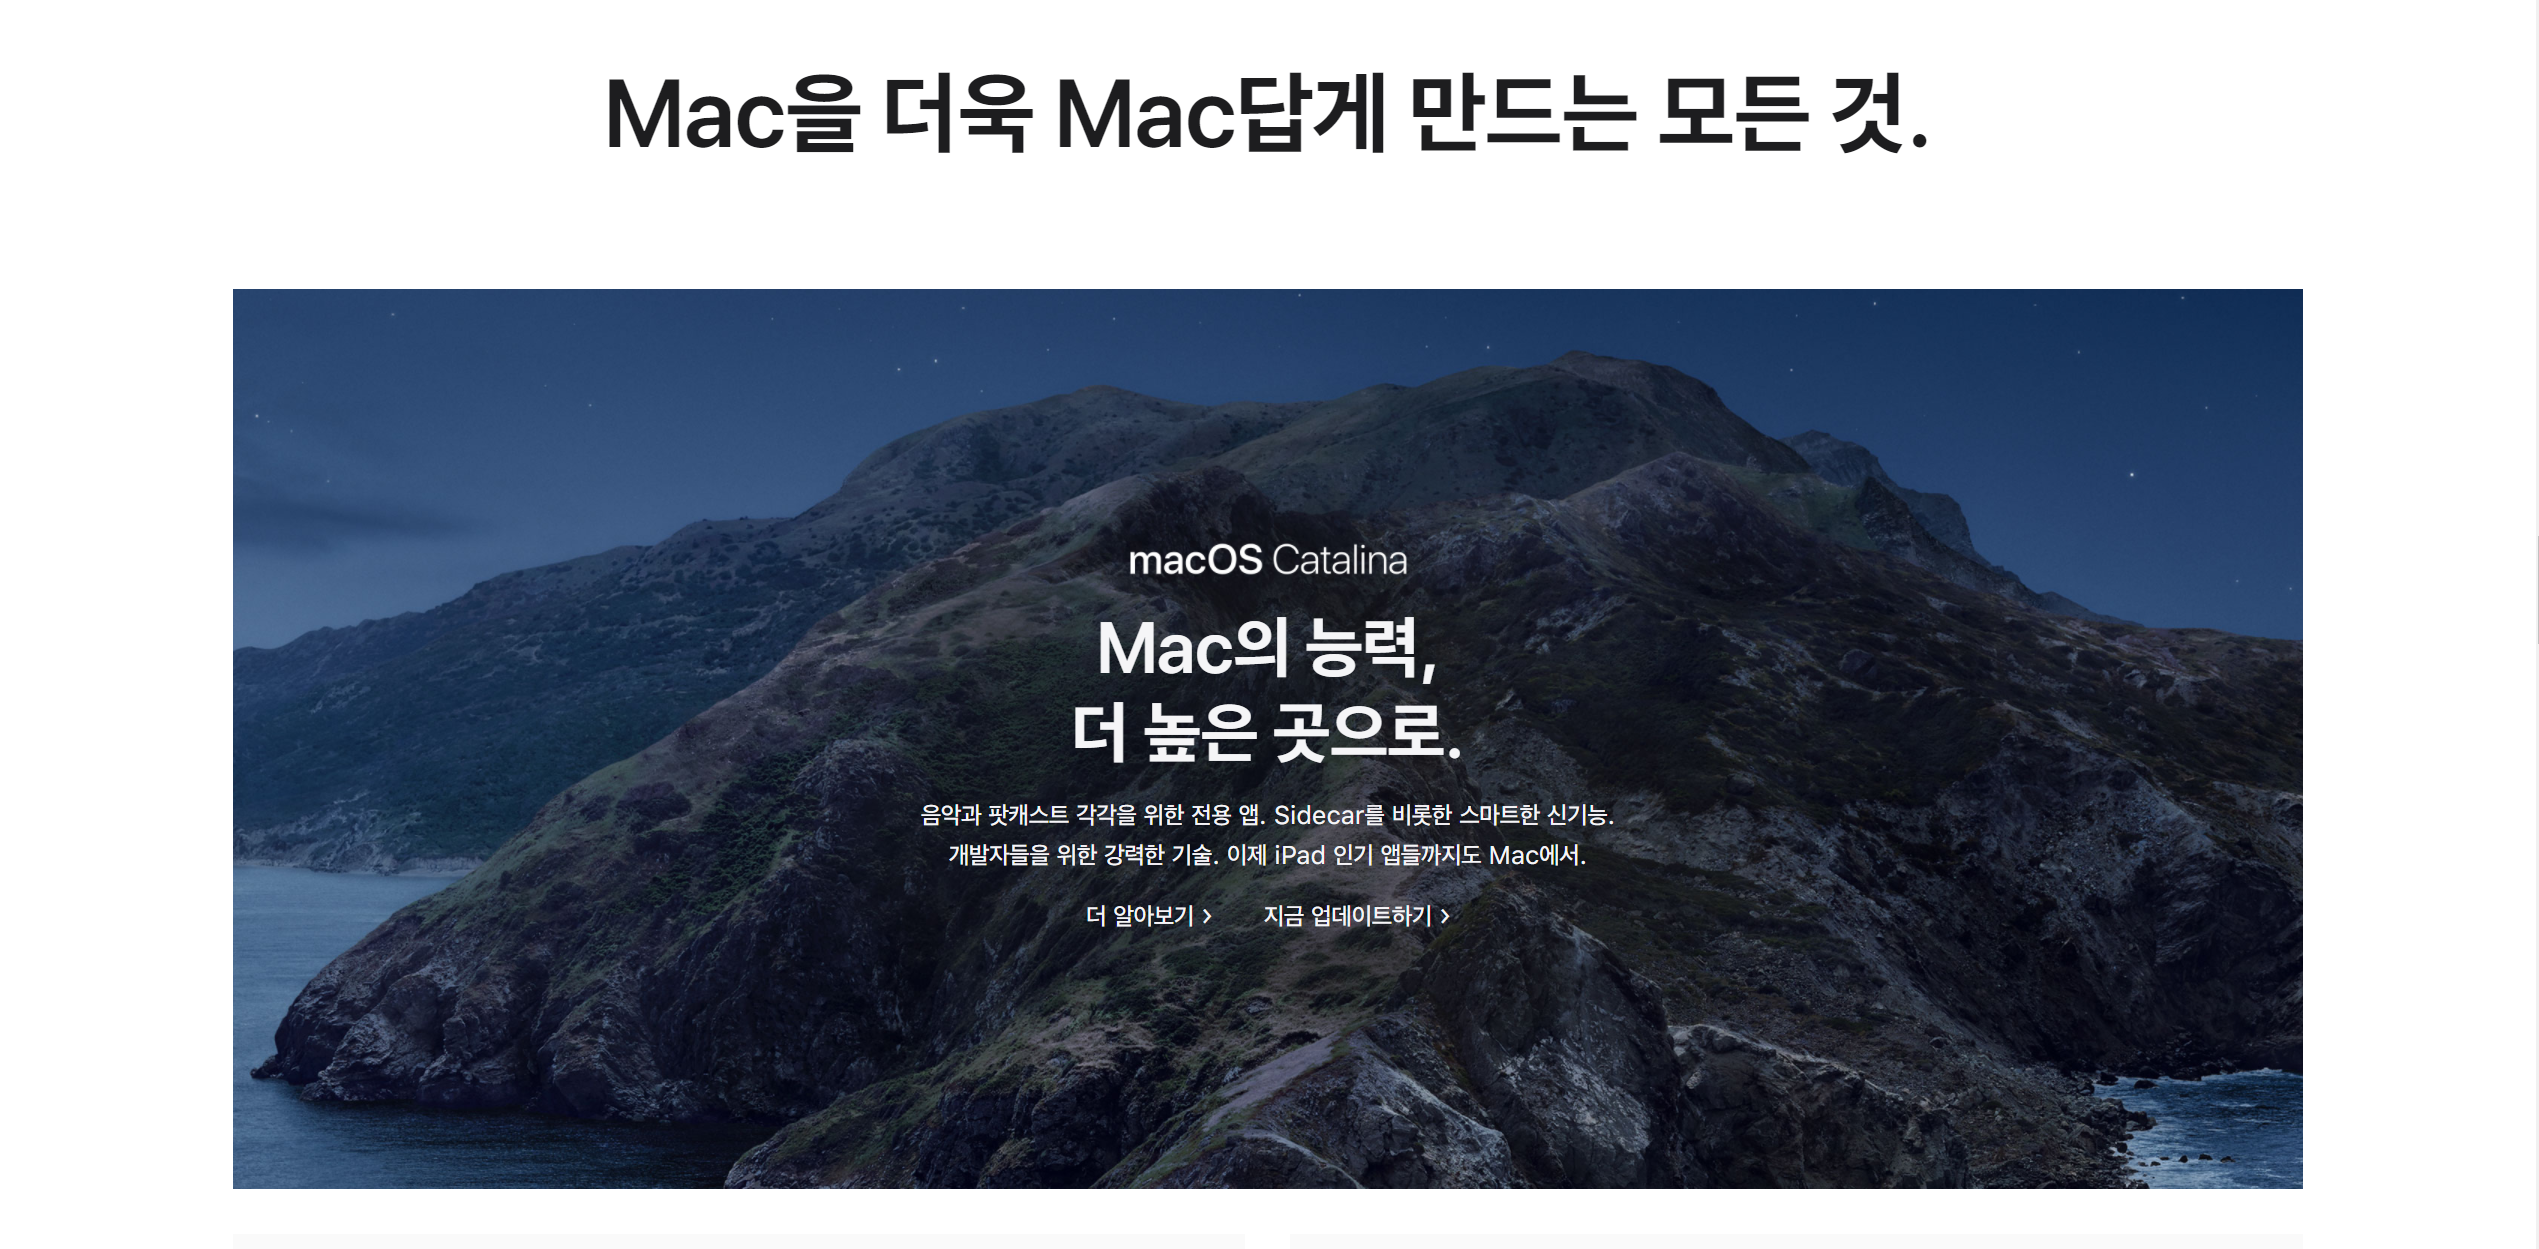 Mac을 더욱 Mac답게 만드는 모든 것.
macOS Catalina
Mac의 능력,
더 높은 곳으로.
음악과 팟캐스트 각각을 위한 전용 앱. Sidecar를 비롯한 스마트한 신기능.
개발자들을 위한 강력한 기술. 이제 iPad 인기 앱들까지도 Mac에서.
더 알아보기 > 지금 업데이트하기 >